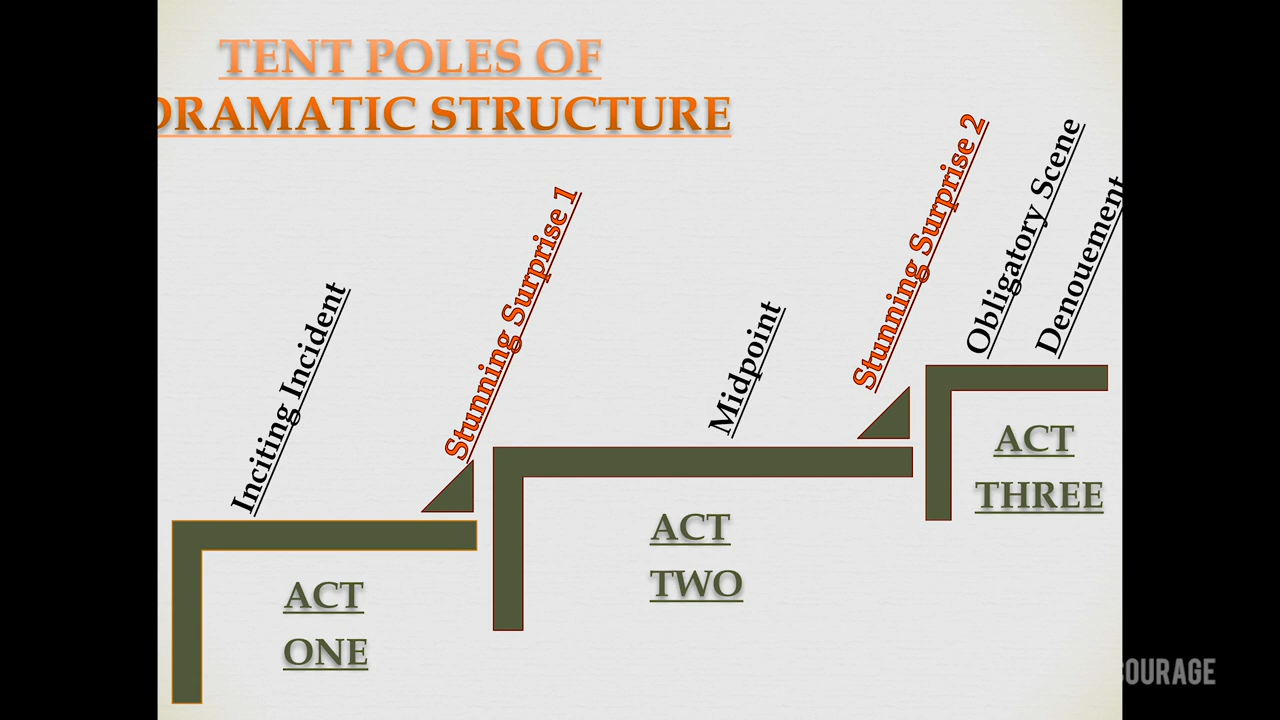 TENT POLES OF
DRAMATIC STRUCTURE
Inciting Incident
Stunning Surprise 1
Midpoint
Stunning Surprise 2
Obligatory Scene
Denouement
ACT
ONE
ACT
TWO
ACT
THREE
COURAGE